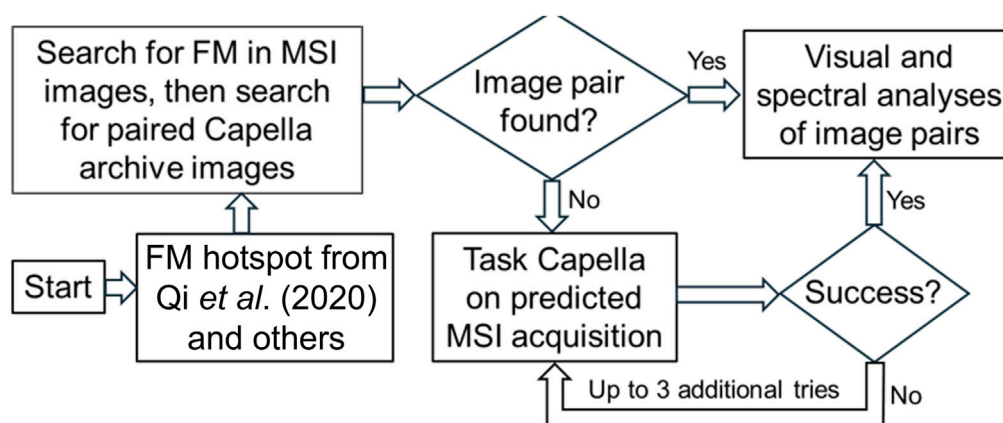 Search for FM in MSI
images, then search
for paired Capella
archive images
Image pair
found?
Yes
Visual and
spectral analyses
of image pairs
No
Yes
Start
FM hotspot from
Qi et al. (2020)
and others
Task Capella
on predicted
MSI acquisition
Success?
Up to 3 additional tries
No